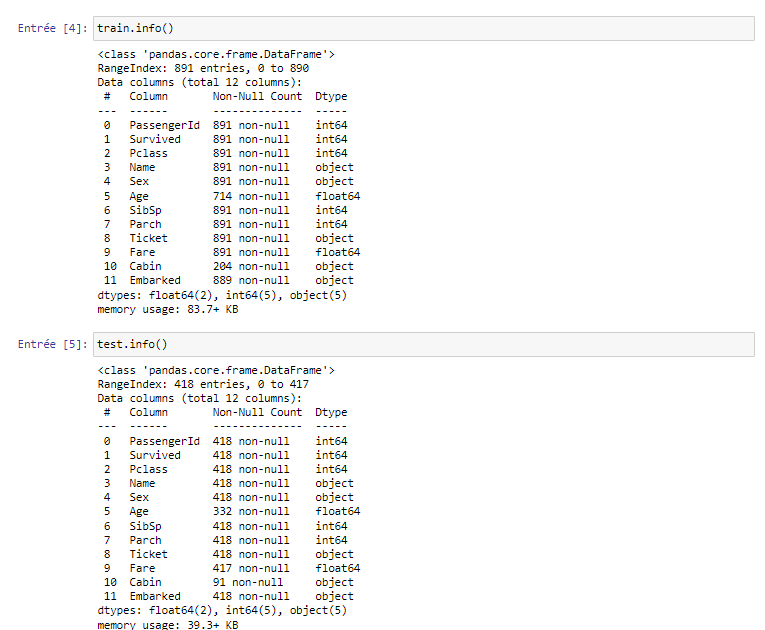 Entrée [4]: train.info()
<class 'pandas.core.frame.DataFrame'>
RangeIndex: 891 entries, 0 to 890
Data columns (total 12 columns):
 #   Column       Non-Null Count  Dtype
---  ------       --------------  -----
 0   PassengerId  891 non-null    int64
 1   Survived     891 non-null    int64
 2   Pclass       891 non-null    int64
 3   Name         891 non-null    object
 4   Sex          891 non-null    object
 5   Age          714 non-null    float64
 6   SibSp        891 non-null    int64
 7   Parch        891 non-null    int64
 8   Ticket       891 non-null    object
 9   Fare         891 non-null    float64
 10  Cabin        204 non-null    object
 11  Embarked     889 non-null    object
dtypes: float64(2), int64(5), object(5)
memory usage: 83.7+ KB
Entrée [5]: test.info()
<class 'pandas.core.frame.DataFrame'>
RangeIndex: 418 entries, 0 to 417
Data columns (total 12 columns):
 #   Column       Non-Null Count  Dtype
---  ------       --------------  -----
 0   PassengerId  418 non-null    int64
 1   Survived     418 non-null    int64
 2   Pclass       418 non-null    int64
 3   Name         418 non-null    object
 4   Sex          418 non-null    object
 5   Age          332 non-null    float64
 6   SibSp        418 non-null    int64
 7   Parch        418 non-null    int64
 8   Ticket       418 non-null    object
 9   Fare         417 non-null    float64
 10  Cabin        91 non-null     object
 11  Embarked     418 non-null    object
dtypes: float64(2), int64(5), object(5)
memory usage: 39.3+ KB